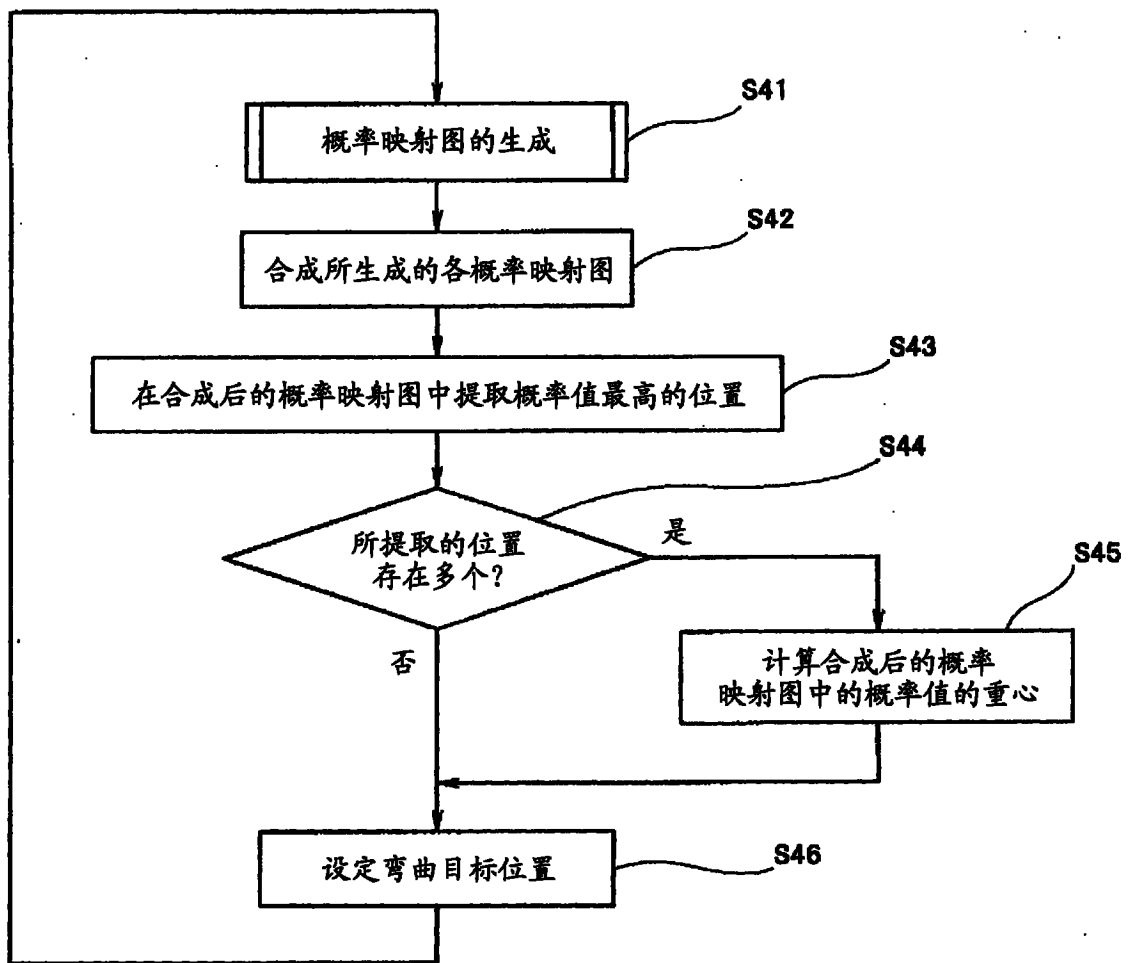 S41
概率映射图的生成
S42
合成所生成的各概率映射图
S43
在合成后的概率映射图中提取概率值最高的位置
S44
所提取的位置
存在多个?
是
S45
否
计算合成后的概率
映射图中的概率值的重心
设定弯曲目标位置
S46